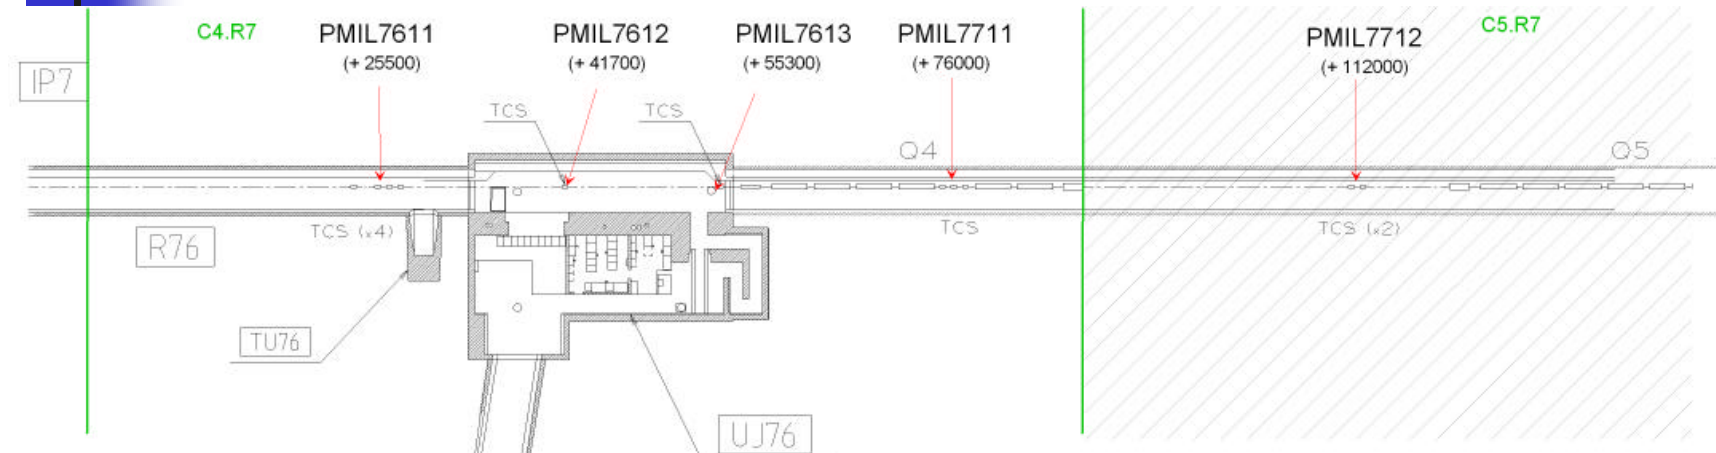 C4.R7
PMIL7611
(+ 25500)
PMIL7612
(+ 41700)
PMIL7613
(+ 55300)
PMIL7711
(+ 76000)
PMIL7712
(+ 112000)
C5.R7
IP7
TCS
TCS
Q4
Q5
TCS (x4)
TCS
TCS (x2)
R76
TU76
UJ76